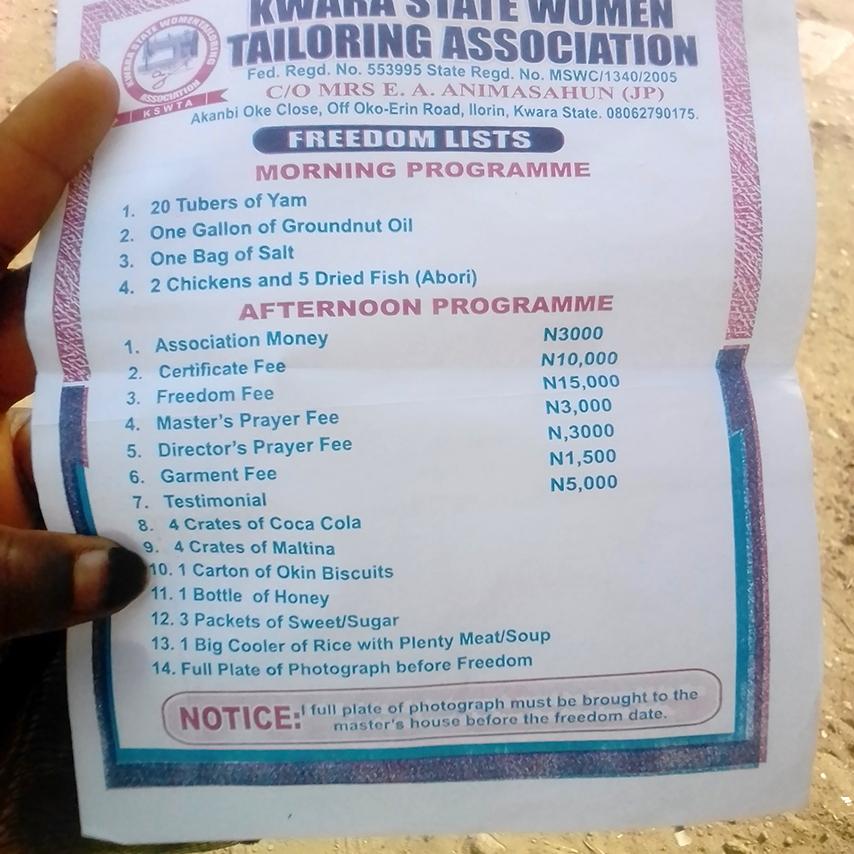 KWARA STATE WOMEN TAILORING
ASSOCIATION
KSWTA
KWARA STATE WOMEN
TAILORING ASSOCIATION
Fed. Regd. No. 553995 State Regd. No. MSWC/1340/2005
C/O MRS E. A. ANIMASAHUN (JP)
Akanbi Oke Close, Off Oko-Erin Road, Ilorin, Kwara State. 08062790175.
FREEDOM LISTS
MORNING PROGRAMME
1. 20 Tubers of Yam
2. One Gallon of Groundnut Oil
3. One Bag of Salt
4. 2 Chickens and 5 Dried Fish (Abori)
AFTERNOON PROGRAMME
1. Association Money N3000
2. Certificate Fee N10,000
3. Freedom Fee N15,000
4. Master's Prayer Fee N3,000
5. Director's Prayer Fee N,3000
6. Garment Fee N1,500
7. Testimonial N5,000
8. 4 Crates of Coca Cola
9. 4 Crates of Maltina
10. 1 Carton of Okin Biscuits
11. 1 Bottle of Honey
12. 3 Packets of Sweet/Sugar
13. 1 Big Cooler of Rice with Plenty Meat/Soup
14. Full Plate of Photograph before Freedom
NOTICE: I full plate of photograph must be brought to the
master's house before the freedom date.